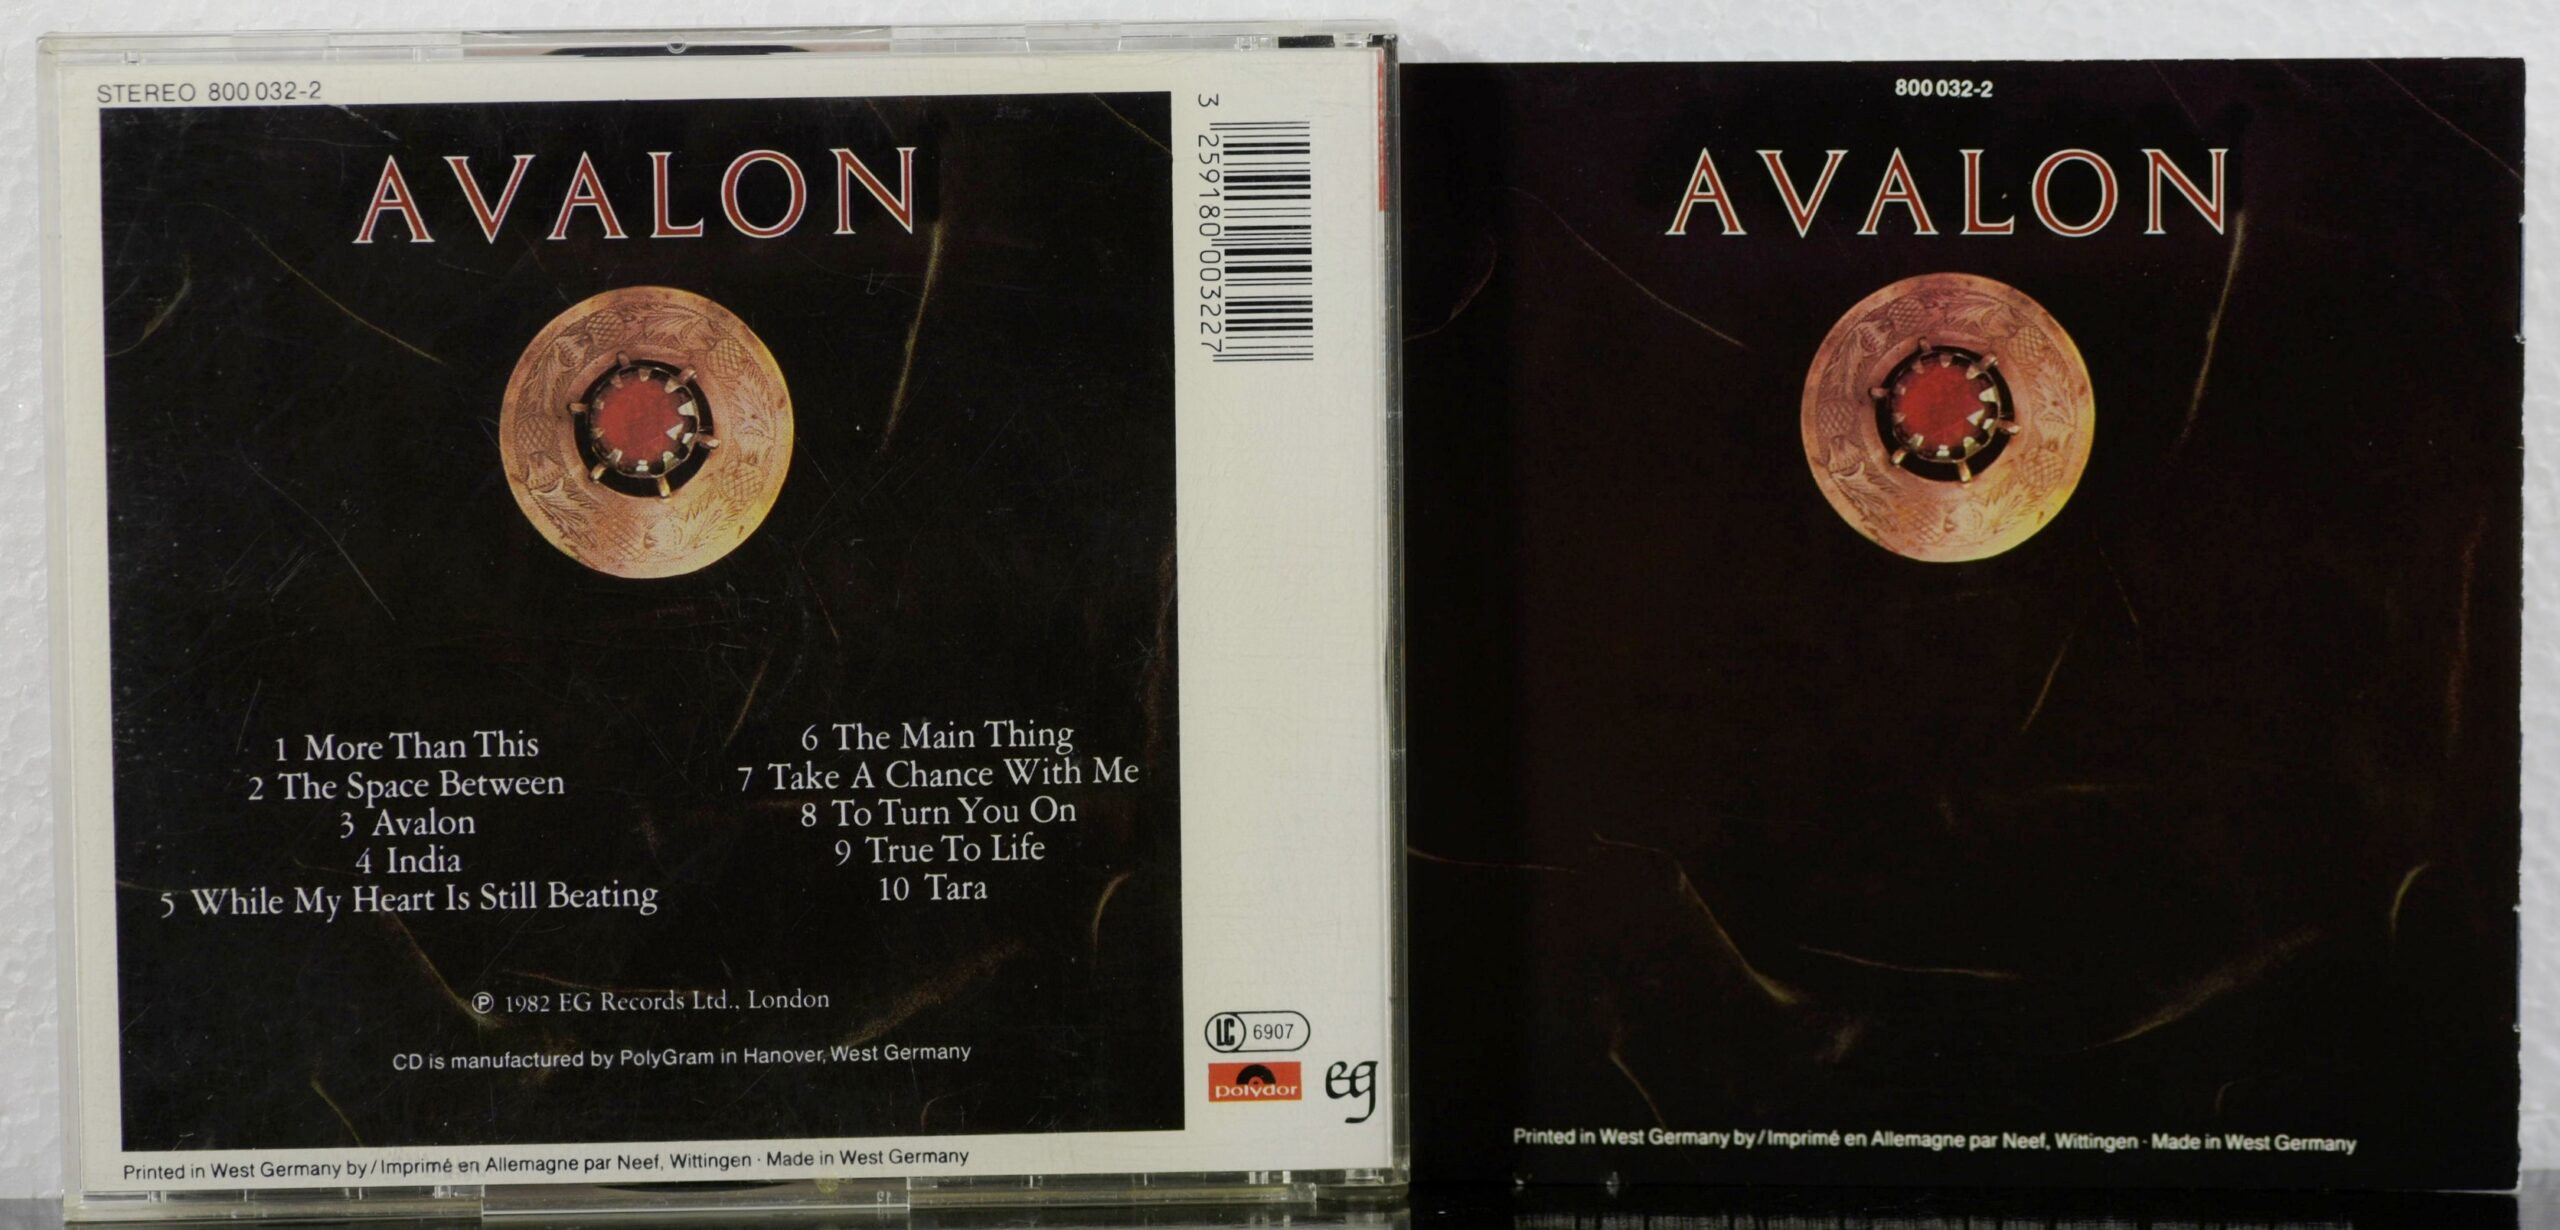 STEREO 800 032-2
AVALON
1 More Than This
2 The Space Between
3 Avalon
4 India
5 While My Heart Is Still Beating
6 The Main Thing
7 Take A Chance With Me
8 To Turn You On
9 True To Life
10 Tara
℗ 1982 EG Records Ltd., London
CD is manufactured by PolyGram in Hanover, West Germany
Printed in West Germany by / Imprimé en Allemagne par Neef, Wittingen · Made in West Germany
3 259180 003227
LC 6907
polydor
eg
800 032-2
AVALON
Printed in West Germany by / Imprimé en Allemagne par Neef, Wittingen · Made in West Germany